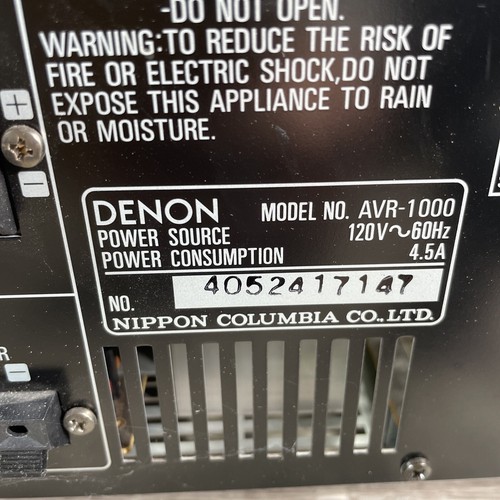 -DO NOT OPEN.
WARNING:TO REDUCE THE RISK OF
FIRE OR ELECTRIC SHOCK,DO NOT
EXPOSE THIS APPLIANCE TO RAIN
OR MOISTURE.
+
−
DENON MODEL NO. AVR-1000
POWER SOURCE 120V～60Hz
POWER CONSUMPTION 4.5A
NO. 4052417147
NIPPON COLUMBIA CO.,LTD.
R
−